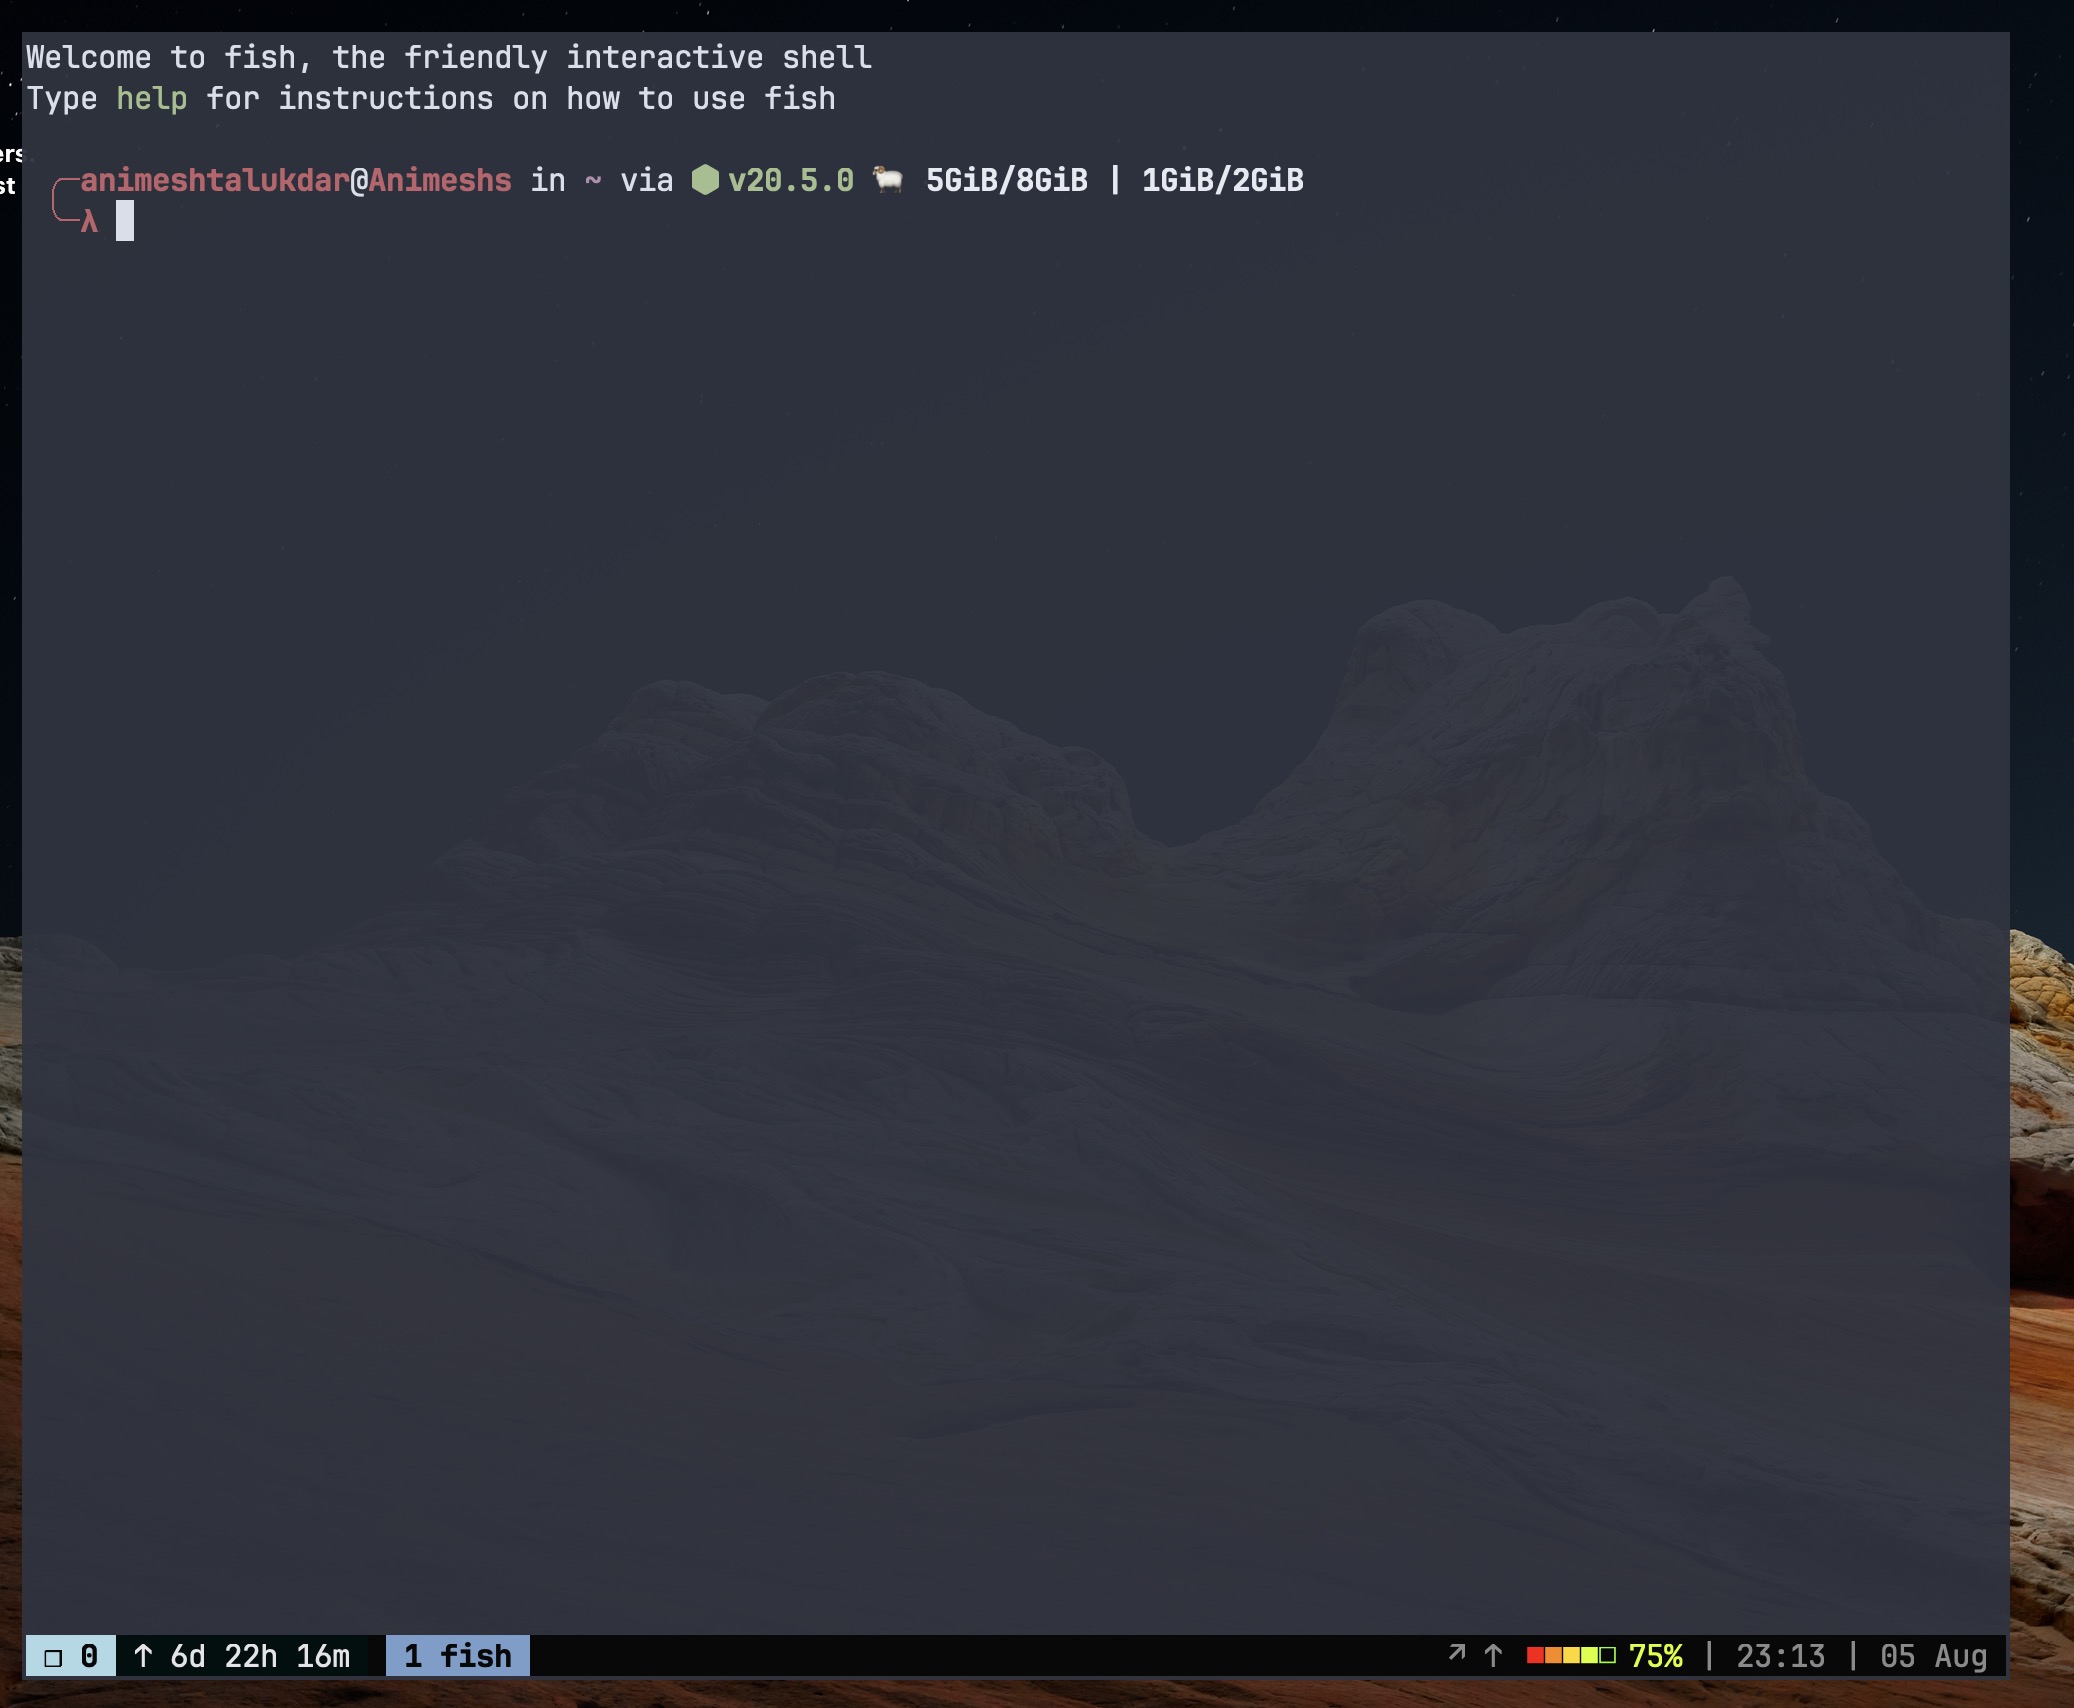 Welcome to fish, the friendly interactive shell
Type help for instructions on how to use fish
ers
st
animeshtalukdar@Animeshs in ~ via ⬢ v20.5.0 🐏 5GiB/8GiB | 1GiB/2GiB
λ
❐ 0 ↑ 6d 22h 16m 1 fish ↗ ↑ 75% | 23:13 | 05 Aug